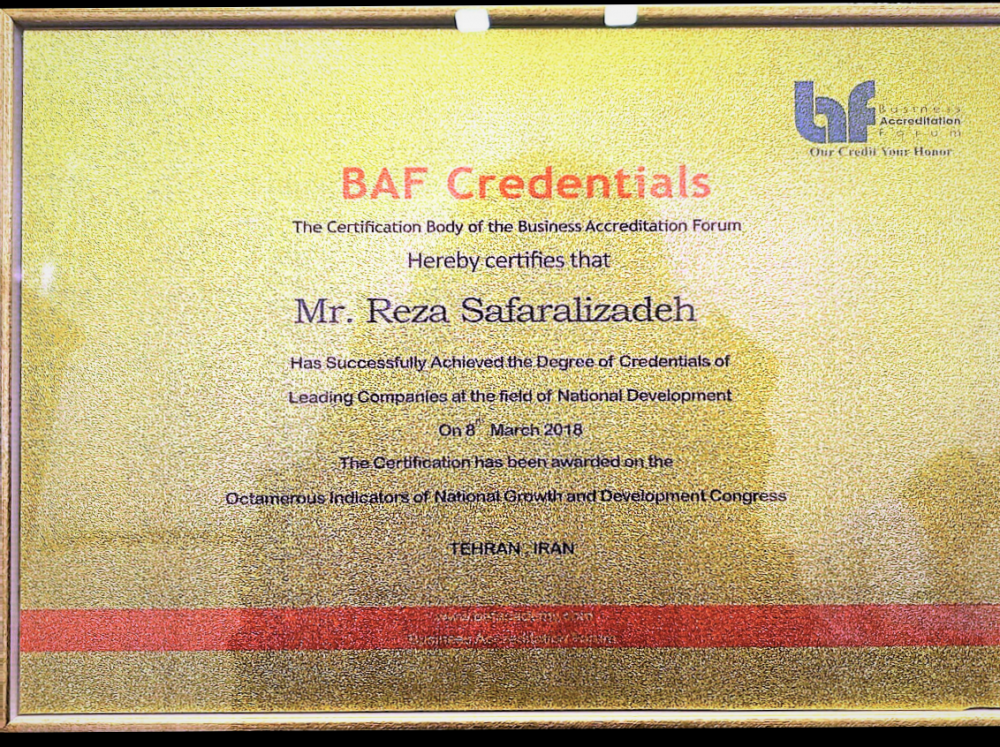 bf Business
Accreditation
Forum
Our Credit Your Honor
BAF Credentials
The Certification Body of the Business Accreditation Forum
Hereby certifies that
Mr. Reza Safaralizadeh
Has Successfully Achieved the Degree of Credentials of
Leading Companies at the field of National Development
On 8th March 2018
The Certification has been awarded on the
Octamerous Indicators of National Growth and Development Congress
TEHRAN , IRAN
Business Accreditation Forum